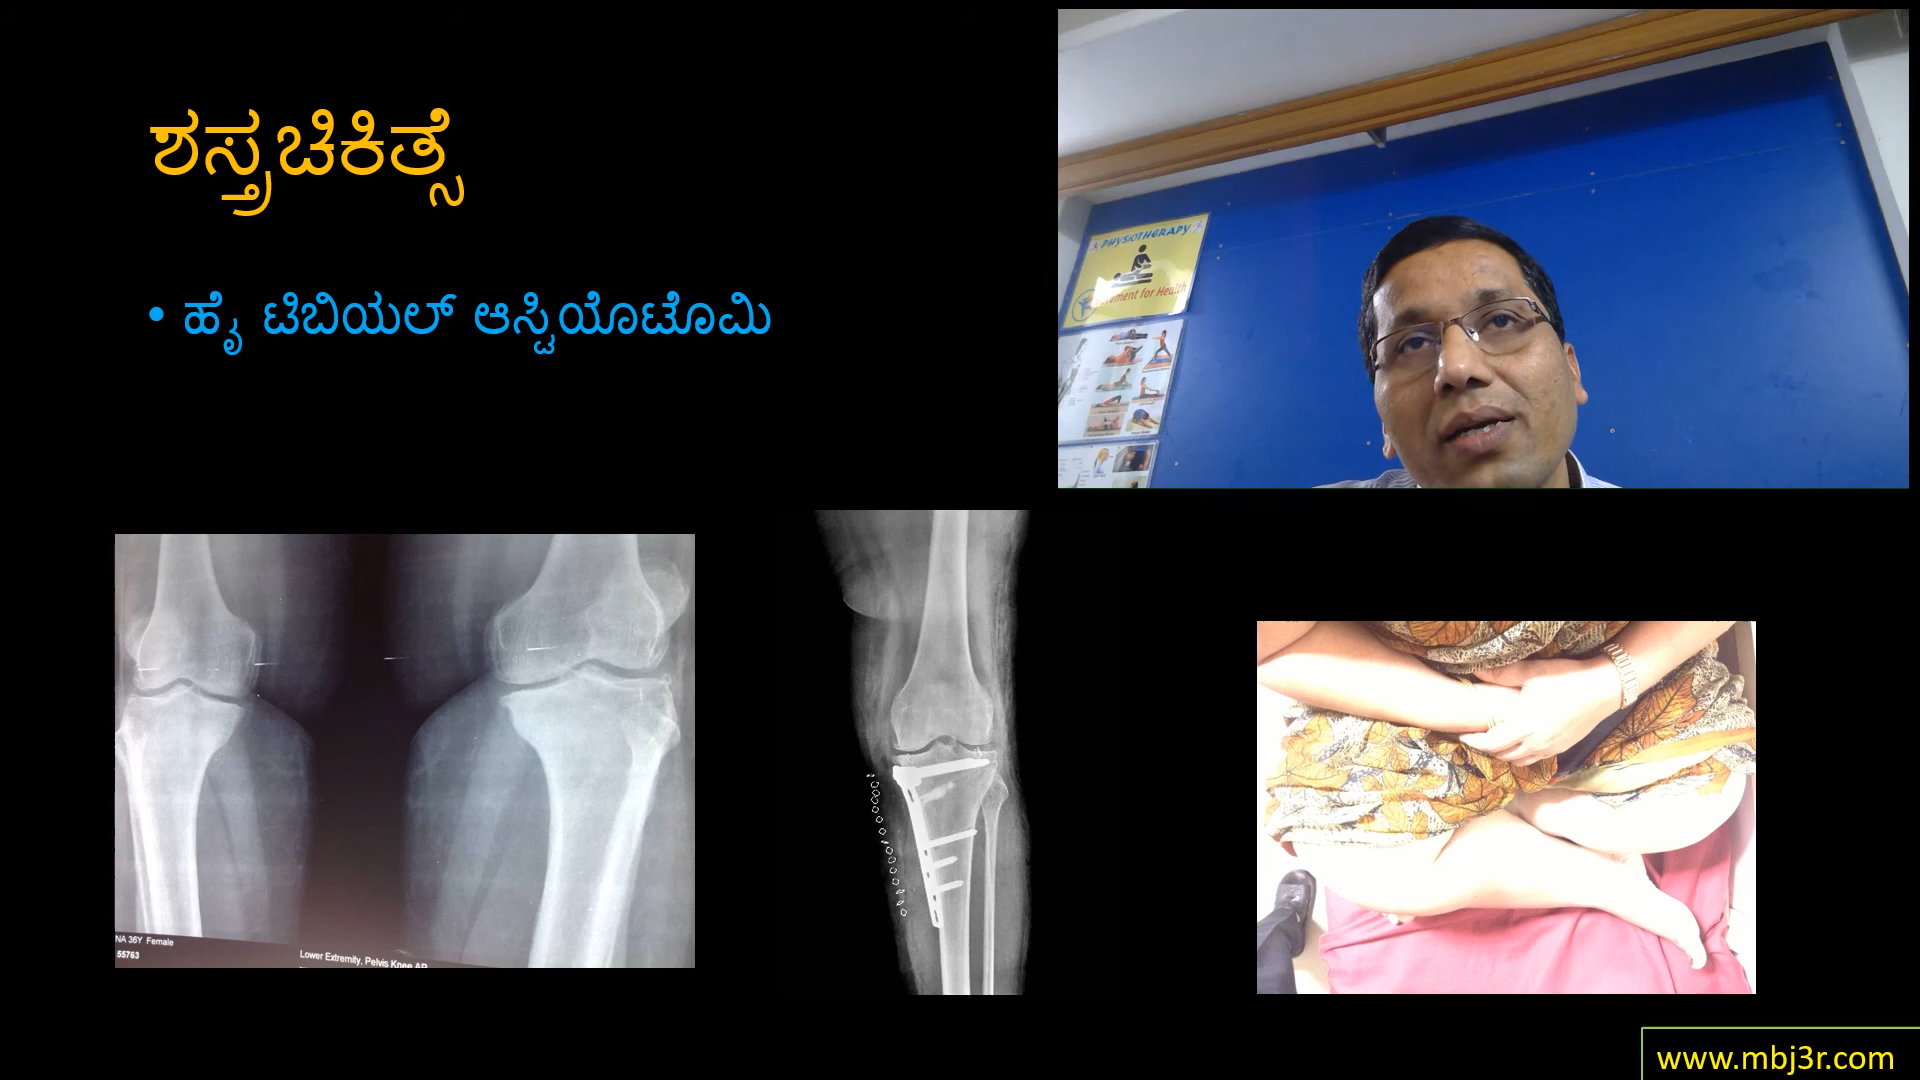 ಶಸ್ತ್ರಚಿಕಿತ್ಸೆ
• ಹೈ ಟಿಬಿಯಲ್ ಆಸ್ಟಿಯೊಟೊಮಿ
PHYSIOTHERAPY
for Health
NA 36Y Female
55763
Lower Extremity, Pelvis Knee AP
www.mbj3r.com